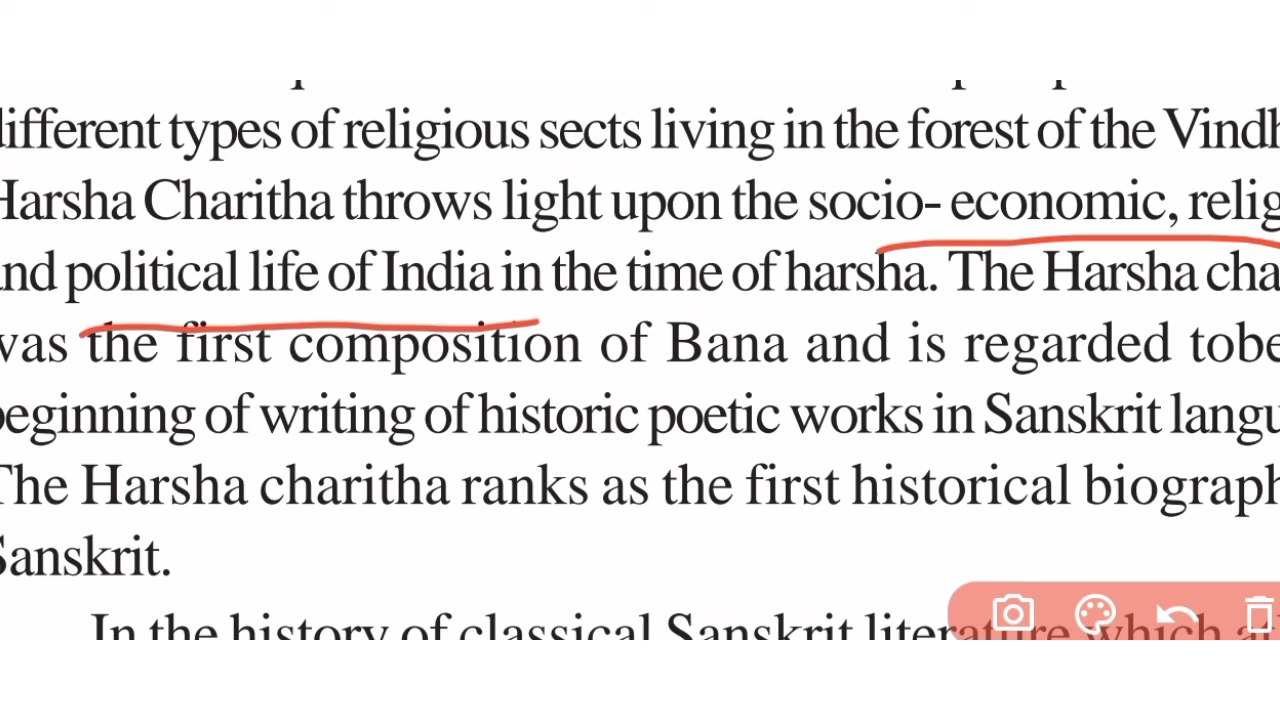 different types of religious sects living in the forest of the Vindh
Harsha Charitha throws light upon the socio- economic, relig
and political life of India in the time of harsha. The Harsha cha
was the first composition of Bana and is regarded tobe
beginning of writing of historic poetic works in Sanskrit langu
The Harsha charitha ranks as the first historical biograph
Sanskrit.
In the history of classical Sanskrit literature which